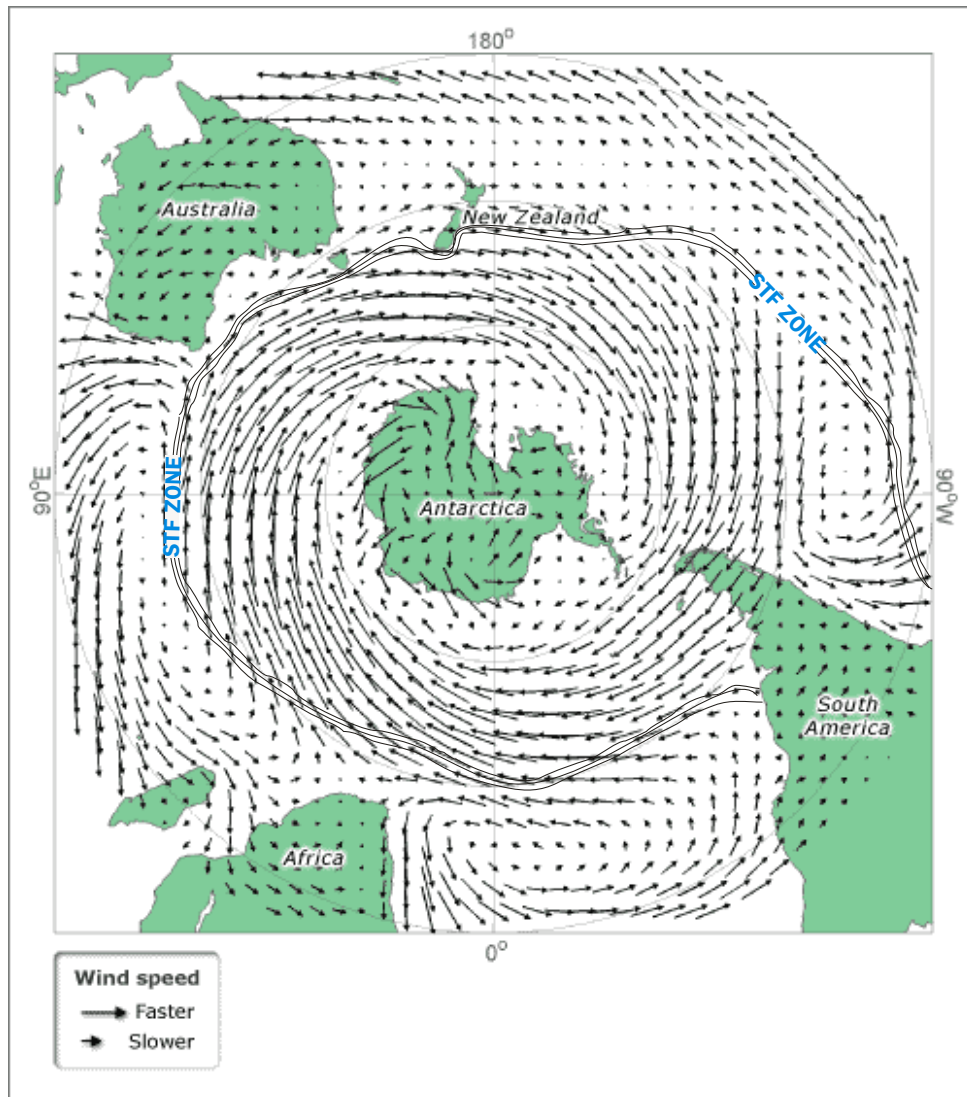 180°
Australia
New Zealand
STF ZONE
90°E
STF ZONE
Antarctica
90°W
South
America
Africa
0°
Wind speed
Faster
Slower